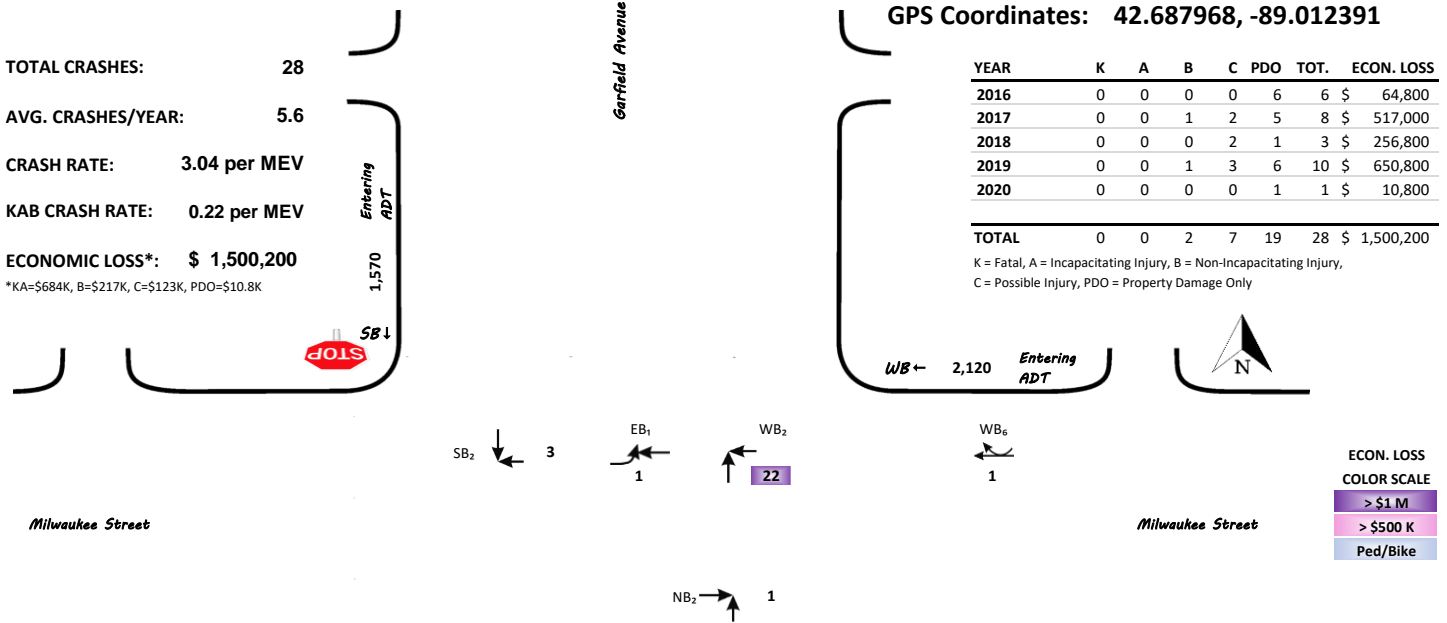 GPS Coordinates: 42.687968, -89.012391
Garfield Avenue
TOTAL CRASHES: 28
AVG. CRASHES/YEAR: 5.6
CRASH RATE: 3.04 per MEV
KAB CRASH RATE: 0.22 per MEV
ECONOMIC LOSS*: $ 1,500,200
*KA=$684K, B=$217K, C=$123K, PDO=$10.8K
Entering
ADT
1,570
SB↓
STOP
YEAR K A B C PDO TOT. ECON. LOSS
2016 0 0 0 0 6 6 $ 64,800
2017 0 0 1 2 5 8 $ 517,000
2018 0 0 0 2 1 3 $ 256,800
2019 0 0 1 3 6 10 $ 650,800
2020 0 0 0 0 1 1 $ 10,800
TOTAL 0 0 2 7 19 28 $ 1,500,200
K = Fatal, A = Incapacitating Injury, B = Non-Incapacitating Injury,
C = Possible Injury, PDO = Property Damage Only
WB← 2,120 Entering
ADT
N
SB₂ 3
EB₁
1
WB₂
22
WB₆
1
ECON. LOSS
COLOR SCALE
> $1 M
> $500 K
Ped/Bike
Milwaukee Street
Milwaukee Street
NB₂ 1